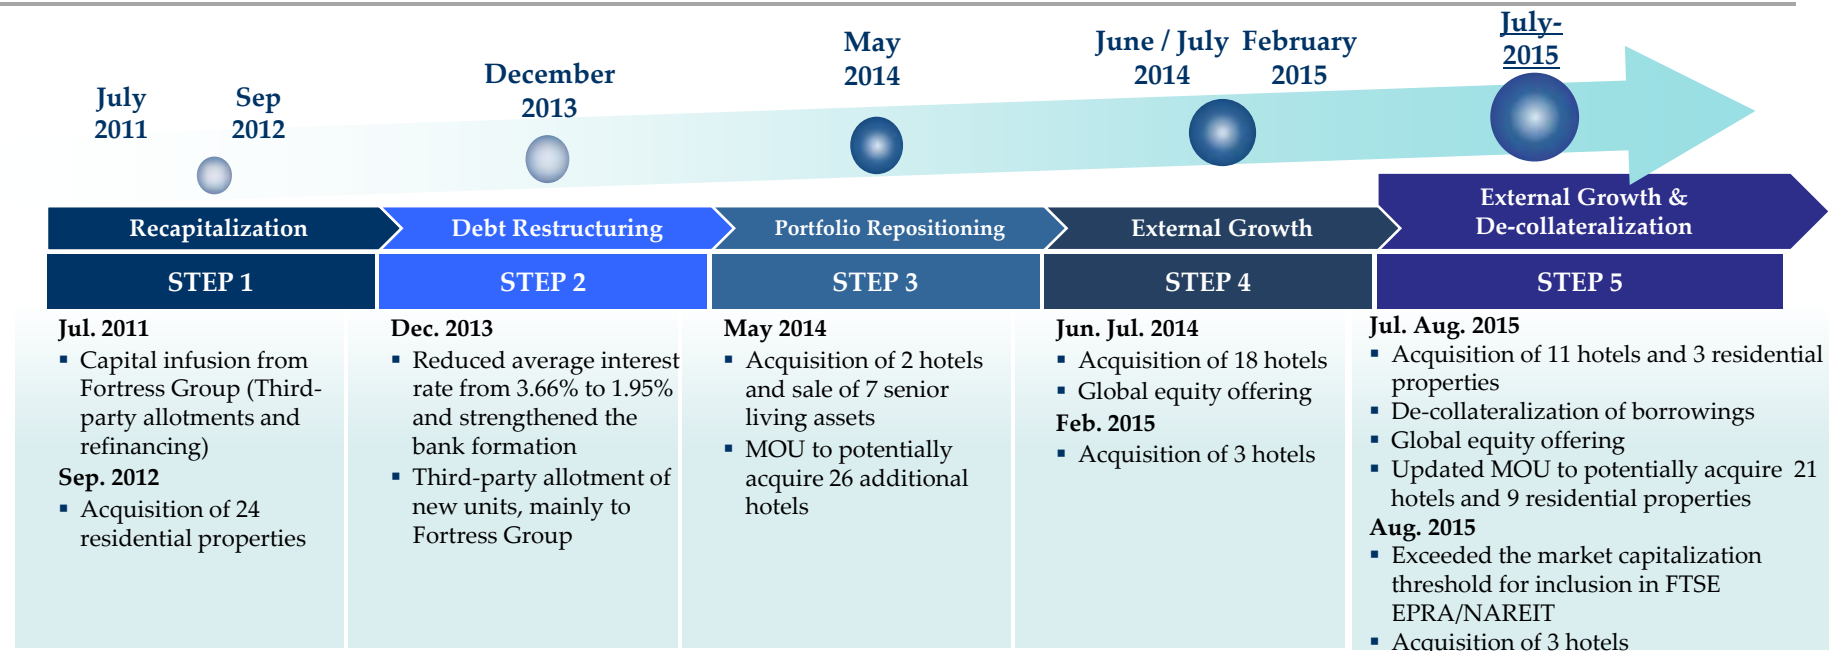 July
2011
Sep
2012
December
2013
May
2014
June / July
2014
February
2015
July-
2015
Recapitalization
Debt Restructuring
Portfolio Repositioning
External Growth
External Growth &
De-collateralization
STEP 1
STEP 2
STEP 3
STEP 4
STEP 5
Jul. 2011
▪ Capital infusion from
Fortress Group (Third-
party allotments and
refinancing)
Sep. 2012
▪ Acquisition of 24
residential properties
Dec. 2013
▪ Reduced average interest
rate from 3.66% to 1.95%
and strengthened the
bank formation
▪ Third-party allotment of
new units, mainly to
Fortress Group
May 2014
▪ Acquisition of 2 hotels
and sale of 7 senior
living assets
▪ MOU to potentially
acquire 26 additional
hotels
Jun. Jul. 2014
▪ Acquisition of 18 hotels
▪ Global equity offering
Feb. 2015
▪ Acquisition of 3 hotels
Jul. Aug. 2015
▪ Acquisition of 11 hotels and 3 residential
properties
▪ De-collateralization of borrowings
▪ Global equity offering
▪ Updated MOU to potentially acquire 21
hotels and 9 residential properties
Aug. 2015
▪ Exceeded the market capitalization
threshold for inclusion in FTSE
EPRA/NAREIT
▪ Acquisition of 3 hotels